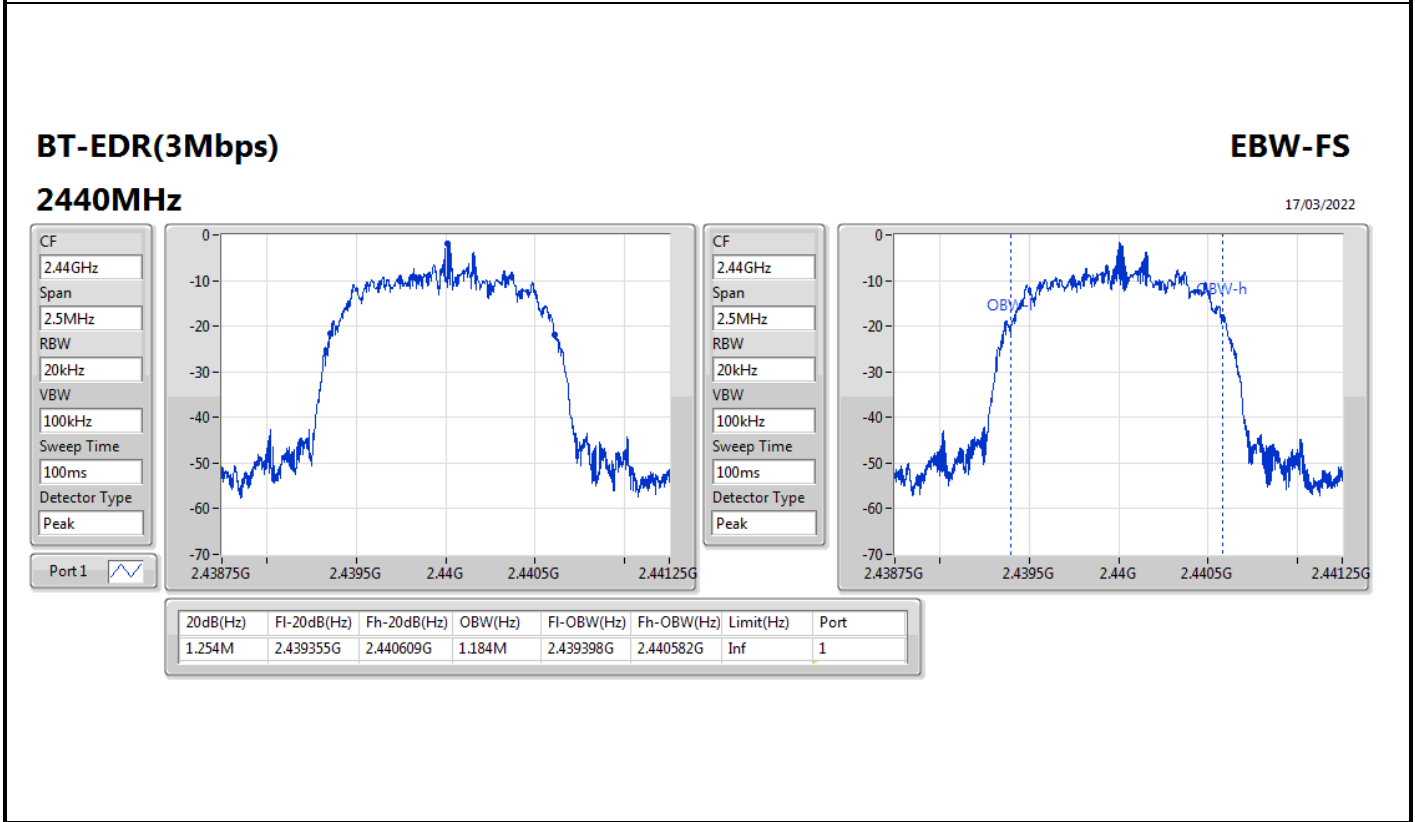 BT-EDR(3Mbps)
EBW-FS
2440MHz
17/03/2022
CF
2.44GHz
Span
2.5MHz
RBW
20kHz
VBW
100kHz
Sweep Time
100ms
Detector Type
Peak
Port 1
0
-10
-20
-30
-40
-50
-60
-70
2.43875G 2.4395G 2.44G 2.4405G 2.44125G
CF
2.44GHz
Span
2.5MHz
RBW
20kHz
VBW
100kHz
Sweep Time
100ms
Detector Type
Peak
0
-10
-20
-30
-40
-50
-60
-70
OBW-l
OBW-h
2.43875G 2.4395G 2.44G 2.4405G 2.44125G
20dB(Hz) Fl-20dB(Hz) Fh-20dB(Hz) OBW(Hz) Fl-OBW(Hz) Fh-OBW(Hz) Limit(Hz) Port
1.254M 2.439355G 2.440609G 1.184M 2.439398G 2.440582G Inf 1